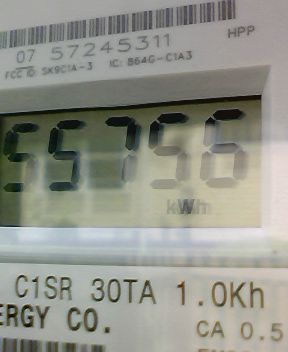 07 57245311
HPP
FCC ID: SK9C1A-3 IC: 864G-C1A3
55756
kWh
C1SR 30TA 1.0Kh
ERGY CO.
CA 0.5